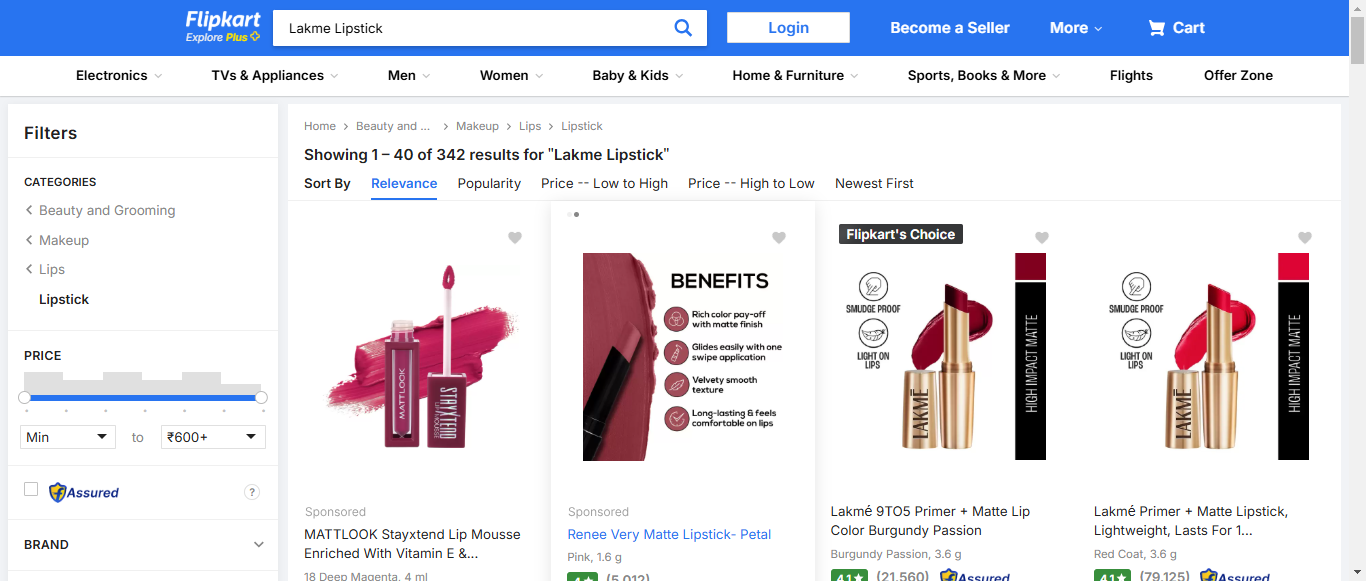 Flipkart
Explore Plus
Lakme Lipstick
Login
Become a Seller
More
Cart
Electronics
TVs & Appliances
Men
Women
Baby & Kids
Home & Furniture
Sports, Books & More
Flights
Offer Zone
Filters
CATEGORIES
Beauty and Grooming
Makeup
Lips
Lipstick
PRICE
Min
to
₹600+
Assured
?
BRAND
Home
Beauty and ...
Makeup
Lips
Lipstick
Showing 1 – 40 of 342 results for "Lakme Lipstick"
Sort By
Relevance
Popularity
Price -- Low to High
Price -- High to Low
Newest First
MATTLOOK
STAYXTEND
LIP MOUSSE
Sponsored
MATTLOOK Stayxtend Lip Mousse
Enriched With Vitamin E &...
18 Deep Magenta, 4 ml
BENEFITS
Rich color pay-off
with matte finish
Glides easily with one
swipe application
Velvety smooth
texture
Long-lasting & feels
comfortable on lips
Sponsored
Renee Very Matte Lipstick- Petal
Pink, 1.6 g
(5,012)
Flipkart's Choice
SMUDGE PROOF
LIGHT ON
LIPS
LAKMÉ
HIGH IMPACT MATTE
Lakmé 9TO5 Primer + Matte Lip
Color Burgundy Passion
Burgundy Passion, 3.6 g
4.1★
(21,560)
Assured
SMUDGE PROOF
LIGHT ON
LIPS
LAKMÉ
HIGH IMPACT MATTE
Lakmé Primer + Matte Lipstick,
Lightweight, Lasts For 1...
Red Coat, 3.6 g
4.1★
(79,125)
Assured